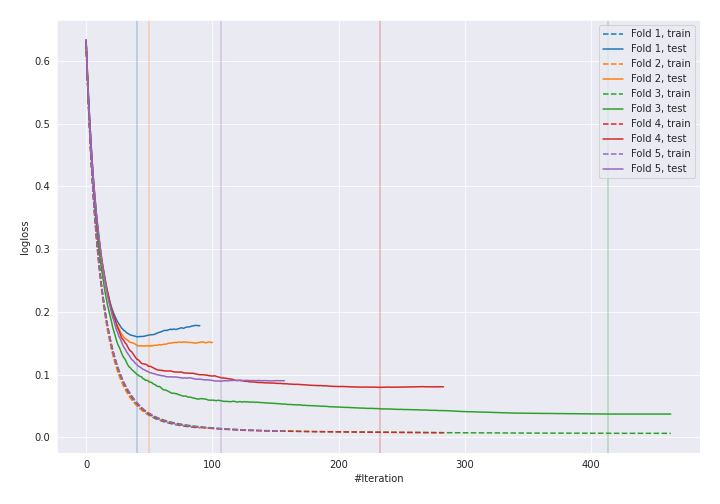 0.6
0.5
0.4
0.3
0.2
0.1
0.0
logloss
0
100
200
300
400
#Iteration
Fold 1, train
Fold 1, test
Fold 2, train
Fold 2, test
Fold 3, train
Fold 3, test
Fold 4, train
Fold 4, test
Fold 5, train
Fold 5, test